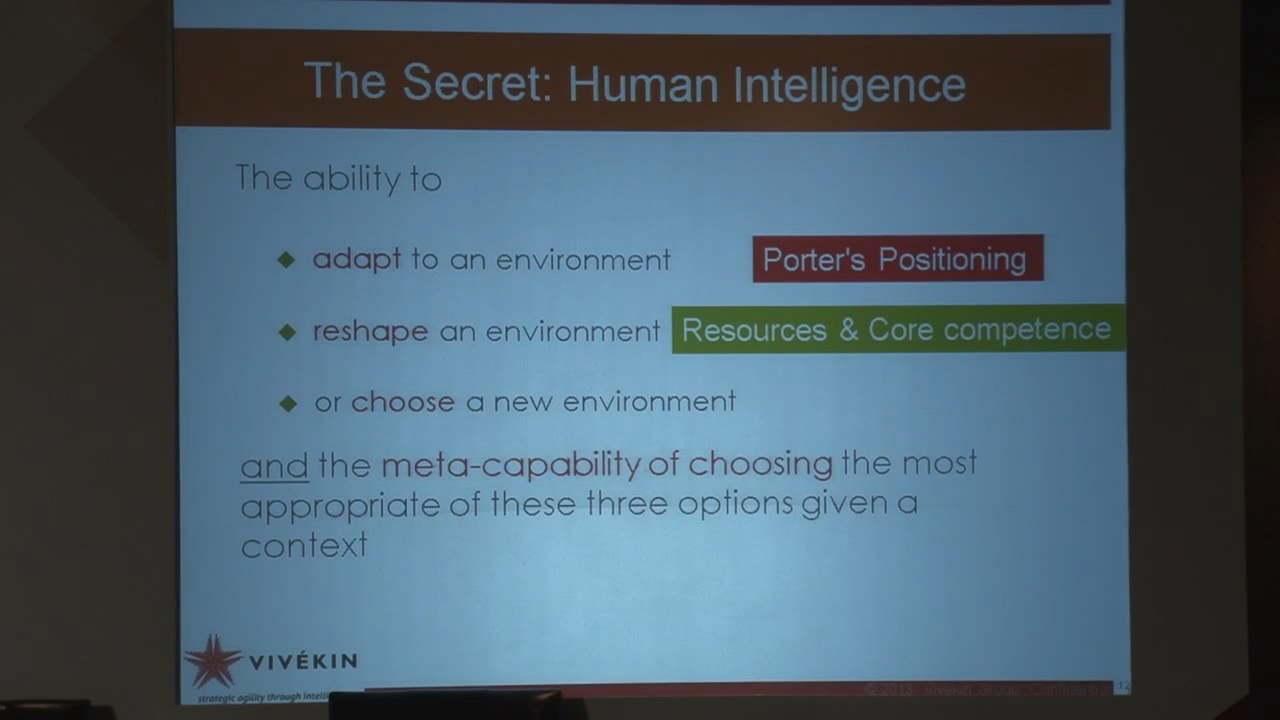 The Secret: Human Intelligence
The ability to
adapt to an environment
Porter's Positioning
reshape an environment
Resources & Core competence
or choose a new environment
and the meta-capability of choosing the most
appropriate of these three options given a
context
VIVÉKIN
strategic agility through
12